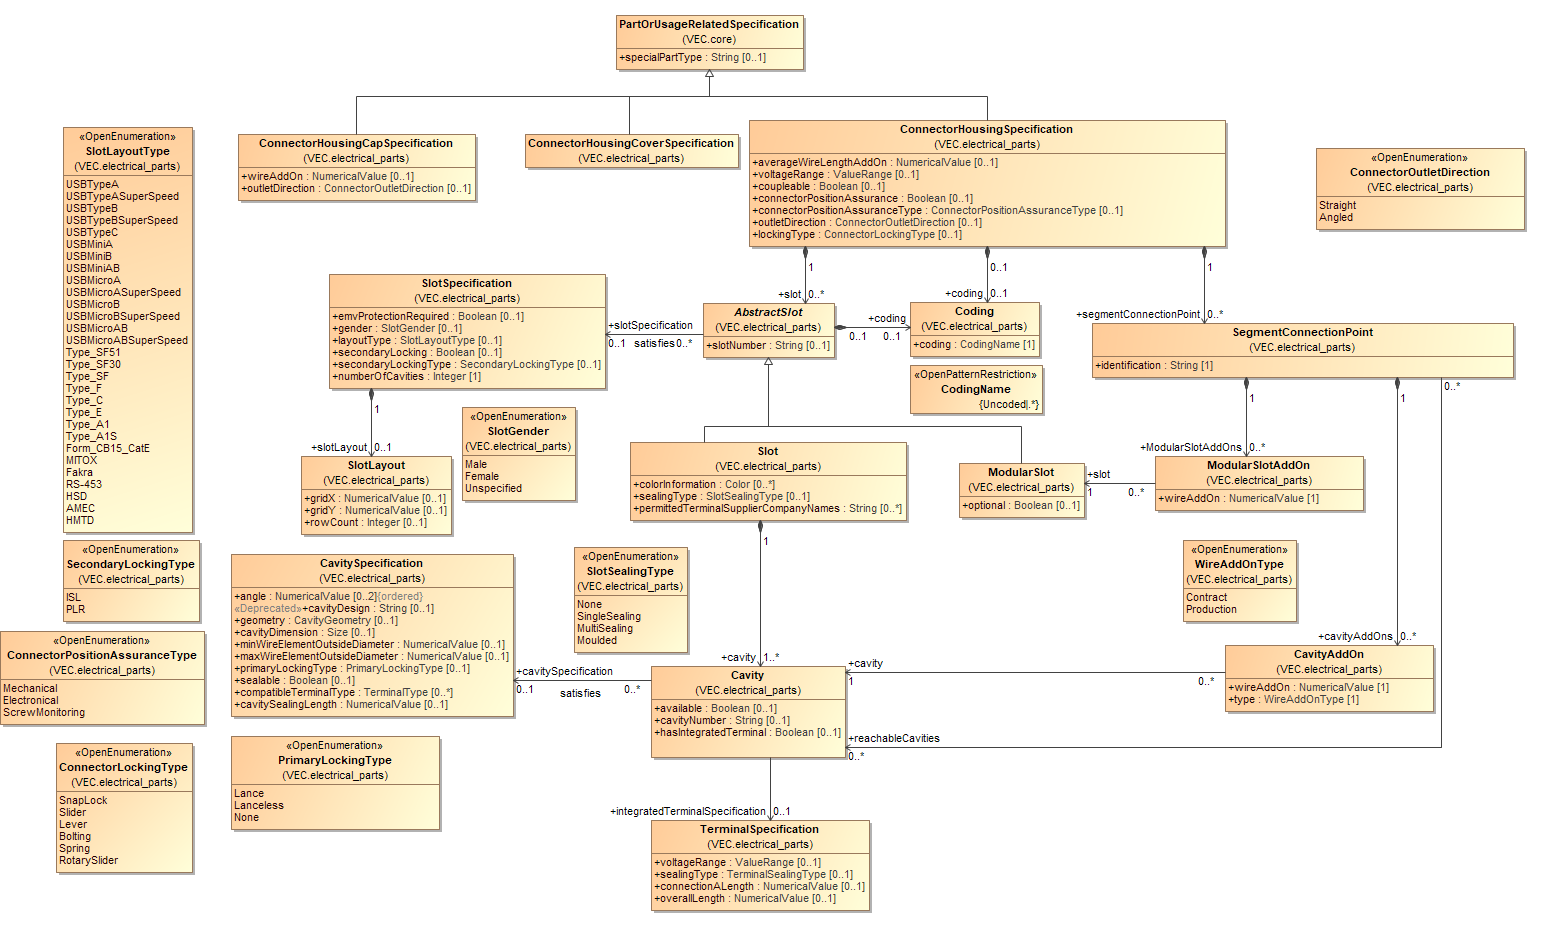 PartOrUsageRelatedSpecification
(VEC.core)
+specialPartType : String [0..1]
«OpenEnumeration»
SlotLayoutType
(VEC.electrical_parts)
USBTypeA
USBTypeASuperSpeed
USBTypeB
USBTypeBSuperSpeed
USBTypeC
USBMiniA
USBMiniB
USBMiniAB
USBMicroA
USBMicroASuperSpeed
USBMicroB
USBMicroBSuperSpeed
USBMicroAB
USBMicroABSuperSpeed
Type_SF51
Type_SF30
Type_SF
Type_F
Type_C
Type_E
Type_A1
Type_A1S
Form_CB15_CatE
MITOX
Fakra
RS-453
HSD
AMEC
HMTD
ConnectorHousingCapSpecification
(VEC.electrical_parts)
+wireAddOn : NumericalValue [0..1]
+outletDirection : ConnectorOutletDirection [0..1]
ConnectorHousingCoverSpecification
(VEC.electrical_parts)
ConnectorHousingSpecification
(VEC.electrical_parts)
+averageWireLengthAddOn : NumericalValue [0..1]
+voltageRange : ValueRange [0..1]
+coupleable : Boolean [0..1]
+connectorPositionAssurance : Boolean [0..1]
+connectorPositionAssuranceType : ConnectorPositionAssuranceType [0..1]
+outletDirection : ConnectorOutletDirection [0..1]
+lockingType : ConnectorLockingType [0..1]
«OpenEnumeration»
ConnectorOutletDirection
(VEC.electrical_parts)
Straight
Angled
1
+slot 0..*
0..1
+coding 0..1
1
+segmentConnectionPoint 0..*
SlotSpecification
(VEC.electrical_parts)
+emvProtectionRequired : Boolean [0..1]
+gender : SlotGender [0..1]
+layoutType : SlotLayoutType [0..1]
+secondaryLocking : Boolean [0..1]
+secondaryLockingType : SecondaryLockingType [0..1]
+numberOfCavities : Integer [1]
+slotSpecification
0..1 satisfies 0..*
AbstractSlot
(VEC.electrical_parts)
+slotNumber : String [0..1]
+coding
0..1 0..1
Coding
(VEC.electrical_parts)
+coding : CodingName [1]
«OpenPatternRestriction»
CodingName
{Uncoded|.*}
SegmentConnectionPoint
(VEC.electrical_parts)
+identification : String [1]
1
+slotLayout 0..1
SlotLayout
(VEC.electrical_parts)
+gridX : NumericalValue [0..1]
+gridY : NumericalValue [0..1]
+rowCount : Integer [0..1]
«OpenEnumeration»
SlotGender
(VEC.electrical_parts)
Male
Female
Unspecified
Slot
(VEC.electrical_parts)
+colorInformation : Color [0..*]
+sealingType : SlotSealingType [0..1]
+permittedTerminalSupplierCompanyNames : String [0..*]
ModularSlot
(VEC.electrical_parts)
+optional : Boolean [0..1]
+slot
1 0..*
1
+ModularSlotAddOns 0..*
ModularSlotAddOn
(VEC.electrical_parts)
+wireAddOn : NumericalValue [1]
1
0..*
«OpenEnumeration»
SecondaryLockingType
(VEC.electrical_parts)
ISL
PLR
«OpenEnumeration»
ConnectorPositionAssuranceType
(VEC.electrical_parts)
Mechanical
Electronical
ScrewMonitoring
«OpenEnumeration»
ConnectorLockingType
(VEC.electrical_parts)
SnapLock
Slider
Lever
Bolting
Spring
RotarySlider
CavitySpecification
(VEC.electrical_parts)
+angle : NumericalValue [0..2]{ordered}
«Deprecated»+cavityDesign : String [0..1]
+geometry : CavityGeometry [0..1]
+cavityDimension : Size [0..1]
+minWireElementOutsideDiameter : NumericalValue [0..1]
+maxWireElementOutsideDiameter : NumericalValue [0..1]
+primaryLockingType : PrimaryLockingType [0..1]
+sealable : Boolean [0..1]
+compatibleTerminalType : TerminalType [0..*]
+cavitySealingLength : NumericalValue [0..1]
«OpenEnumeration»
PrimaryLockingType
(VEC.electrical_parts)
Lance
Lanceless
None
«OpenEnumeration»
SlotSealingType
(VEC.electrical_parts)
None
SingleSealing
MultiSealing
Moulded
1
+cavity 1..*
+cavitySpecification
0..1 satisfies 0..*
Cavity
(VEC.electrical_parts)
+available : Boolean [0..1]
+cavityNumber : String [0..1]
+hasIntegratedTerminal : Boolean [0..1]
+cavity
1 0..*
+reachableCavities
0..*
«OpenEnumeration»
WireAddOnType
(VEC.electrical_parts)
Contract
Production
+cavityAddOns 0..*
CavityAddOn
(VEC.electrical_parts)
+wireAddOn : NumericalValue [1]
+type : WireAddOnType [1]
+integratedTerminalSpecification 0..1
TerminalSpecification
(VEC.electrical_parts)
+voltageRange : ValueRange [0..1]
+sealingType : TerminalSealingType [0..1]
+connectionALength : NumericalValue [0..1]
+overallLength : NumericalValue [0..1]